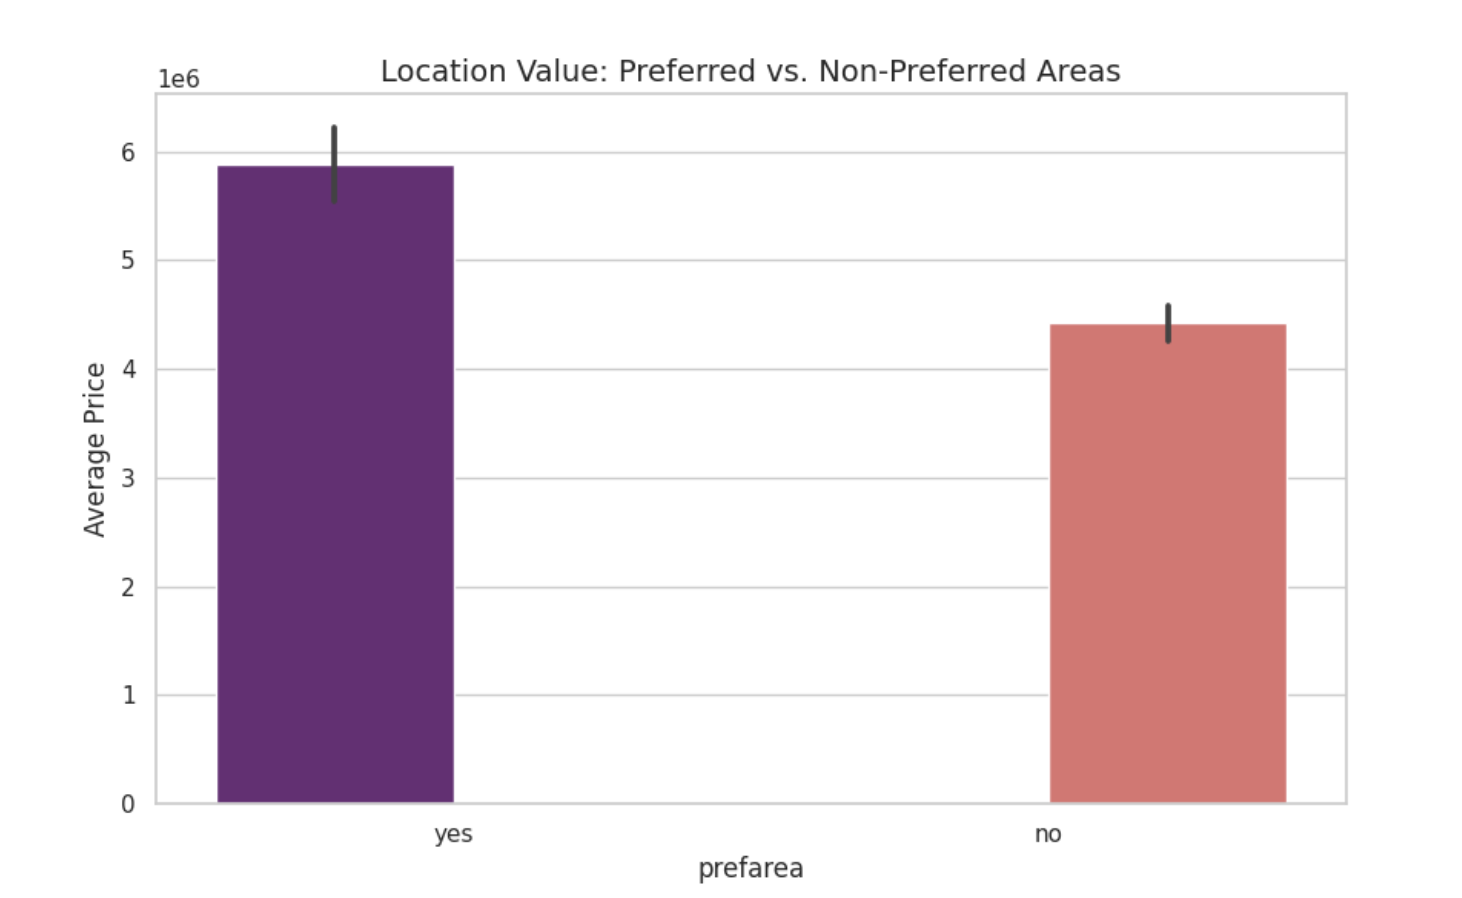 Location Value: Preferred vs. Non-Preferred Areas
1e6
6
5
4
3
2
1
0
Average Price
yes no
prefarea